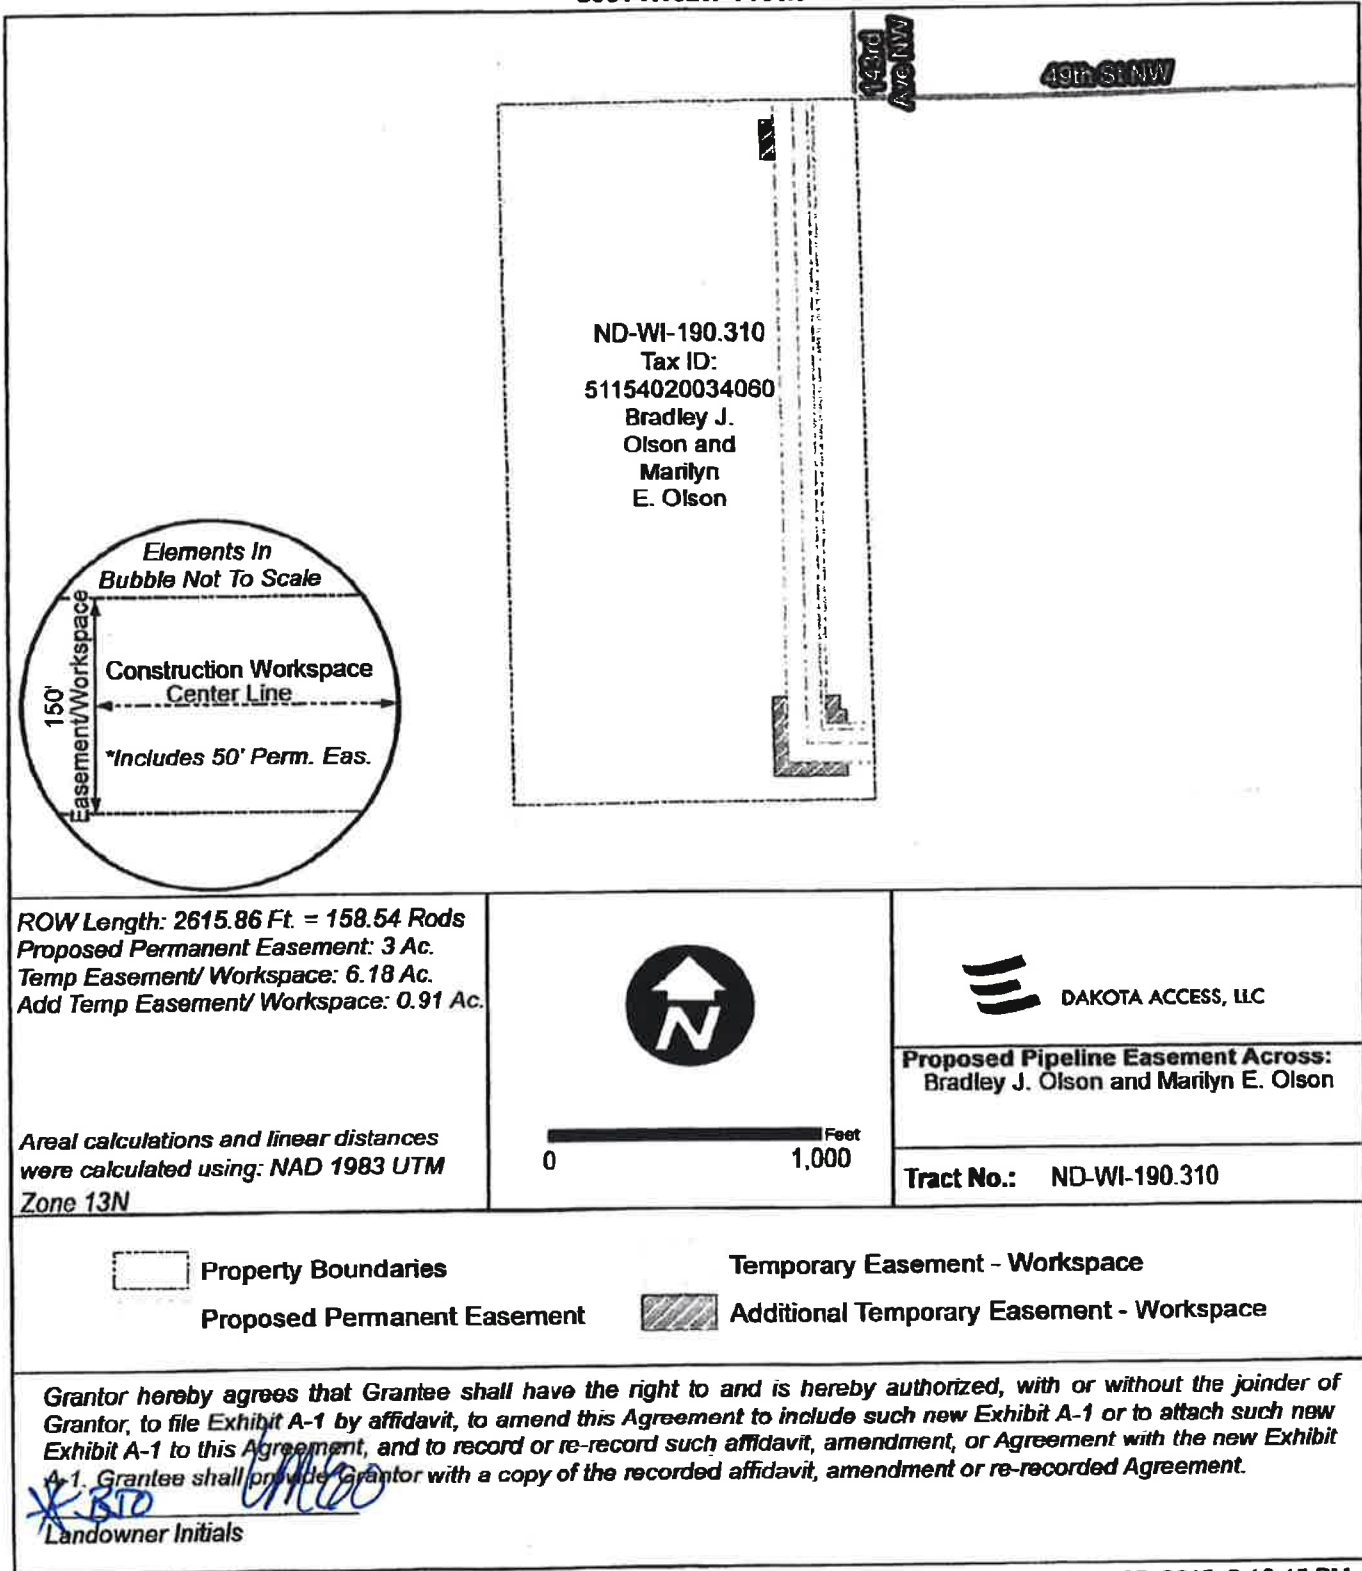 143rd
Ave NW
49th St NW
ND-WI-190.310
Tax ID:
51154020034060
Bradley J.
Olson and
Marilyn
E. Olson
Elements In
Bubble Not To Scale
150'
Easement/Workspace
Construction Workspace
Center Line
*Includes 50' Perm. Eas.
ROW Length: 2615.86 Ft. = 158.54 Rods
Proposed Permanent Easement: 3 Ac.
Temp Easement/ Workspace: 6.18 Ac.
Add Temp Easement/ Workspace: 0.91 Ac.
Areal calculations and linear distances
were calculated using: NAD 1983 UTM
Zone 13N
N
Feet
0 1,000
DAKOTA ACCESS, LLC
Proposed Pipeline Easement Across:
Bradley J. Olson and Marilyn E. Olson
Tract No.: ND-WI-190.310
Property Boundaries
Temporary Easement - Workspace
Proposed Permanent Easement
Additional Temporary Easement - Workspace
Grantor hereby agrees that Grantee shall have the right to and is hereby authorized, with or without the joinder of
Grantor, to file Exhibit A-1 by affidavit, to amend this Agreement to include such new Exhibit A-1 or to attach such new
Exhibit A-1 to this Agreement, and to record or re-record such affidavit, amendment, or Agreement with the new Exhibit
A-1. Grantee shall provide Grantor with a copy of the recorded affidavit, amendment or re-recorded Agreement.
Landowner Initials